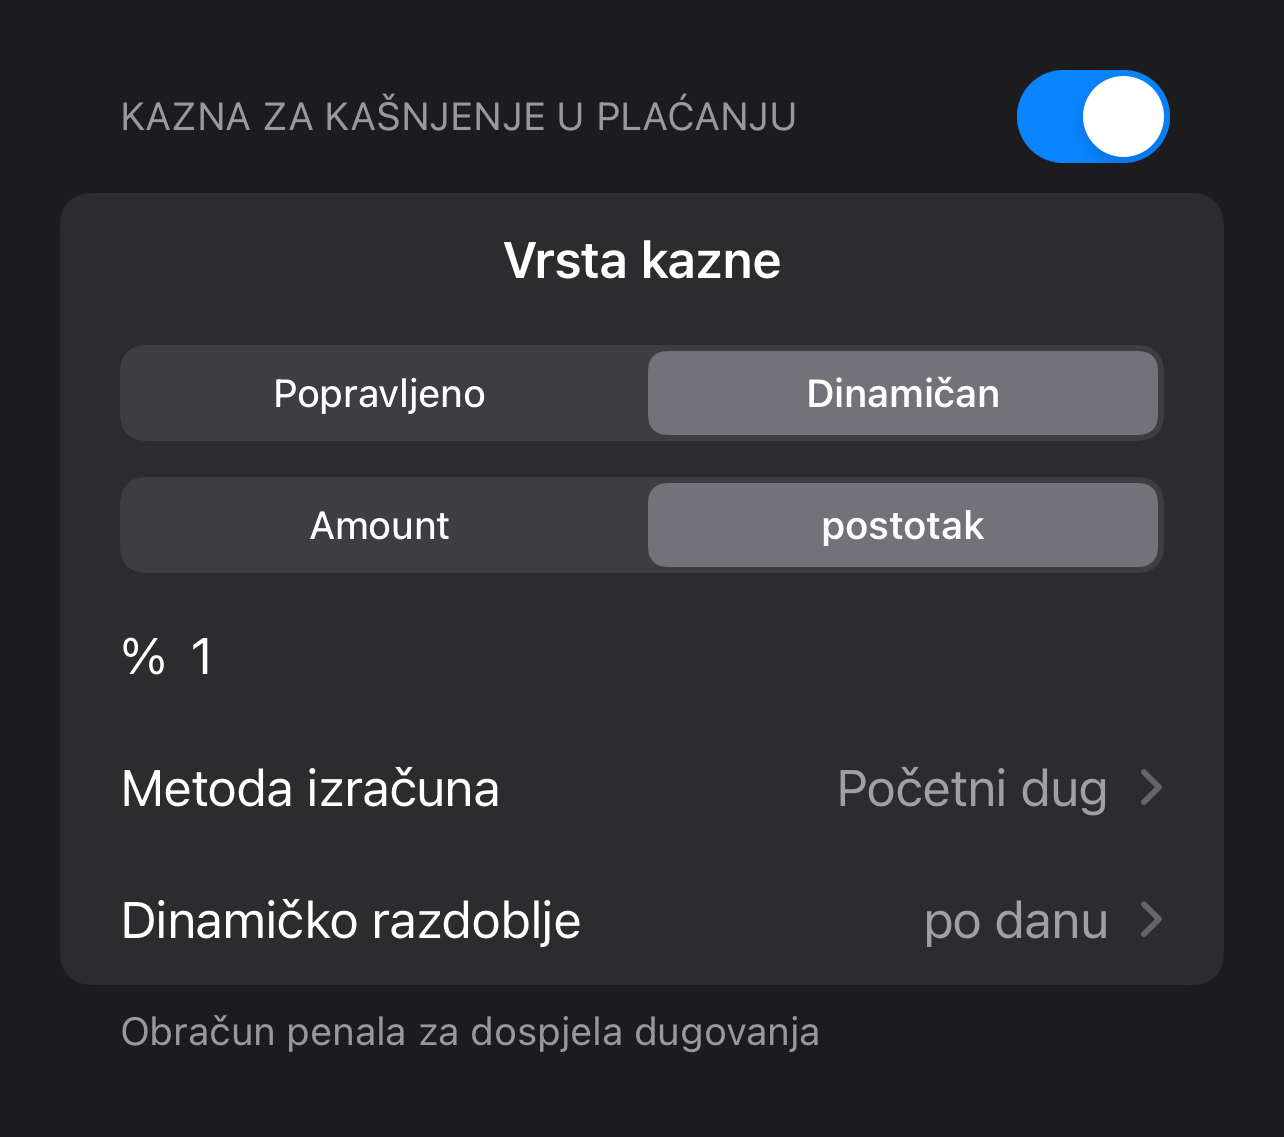 KAZNA ZA KAŠNJENJE U PLAĆANJU
Vrsta kazne
Popravljeno Dinamičan
Amount postotak
% 1
Metoda izračuna Početni dug
Dinamičko razdoblje po danu
Obračun penala za dospjela dugovanja